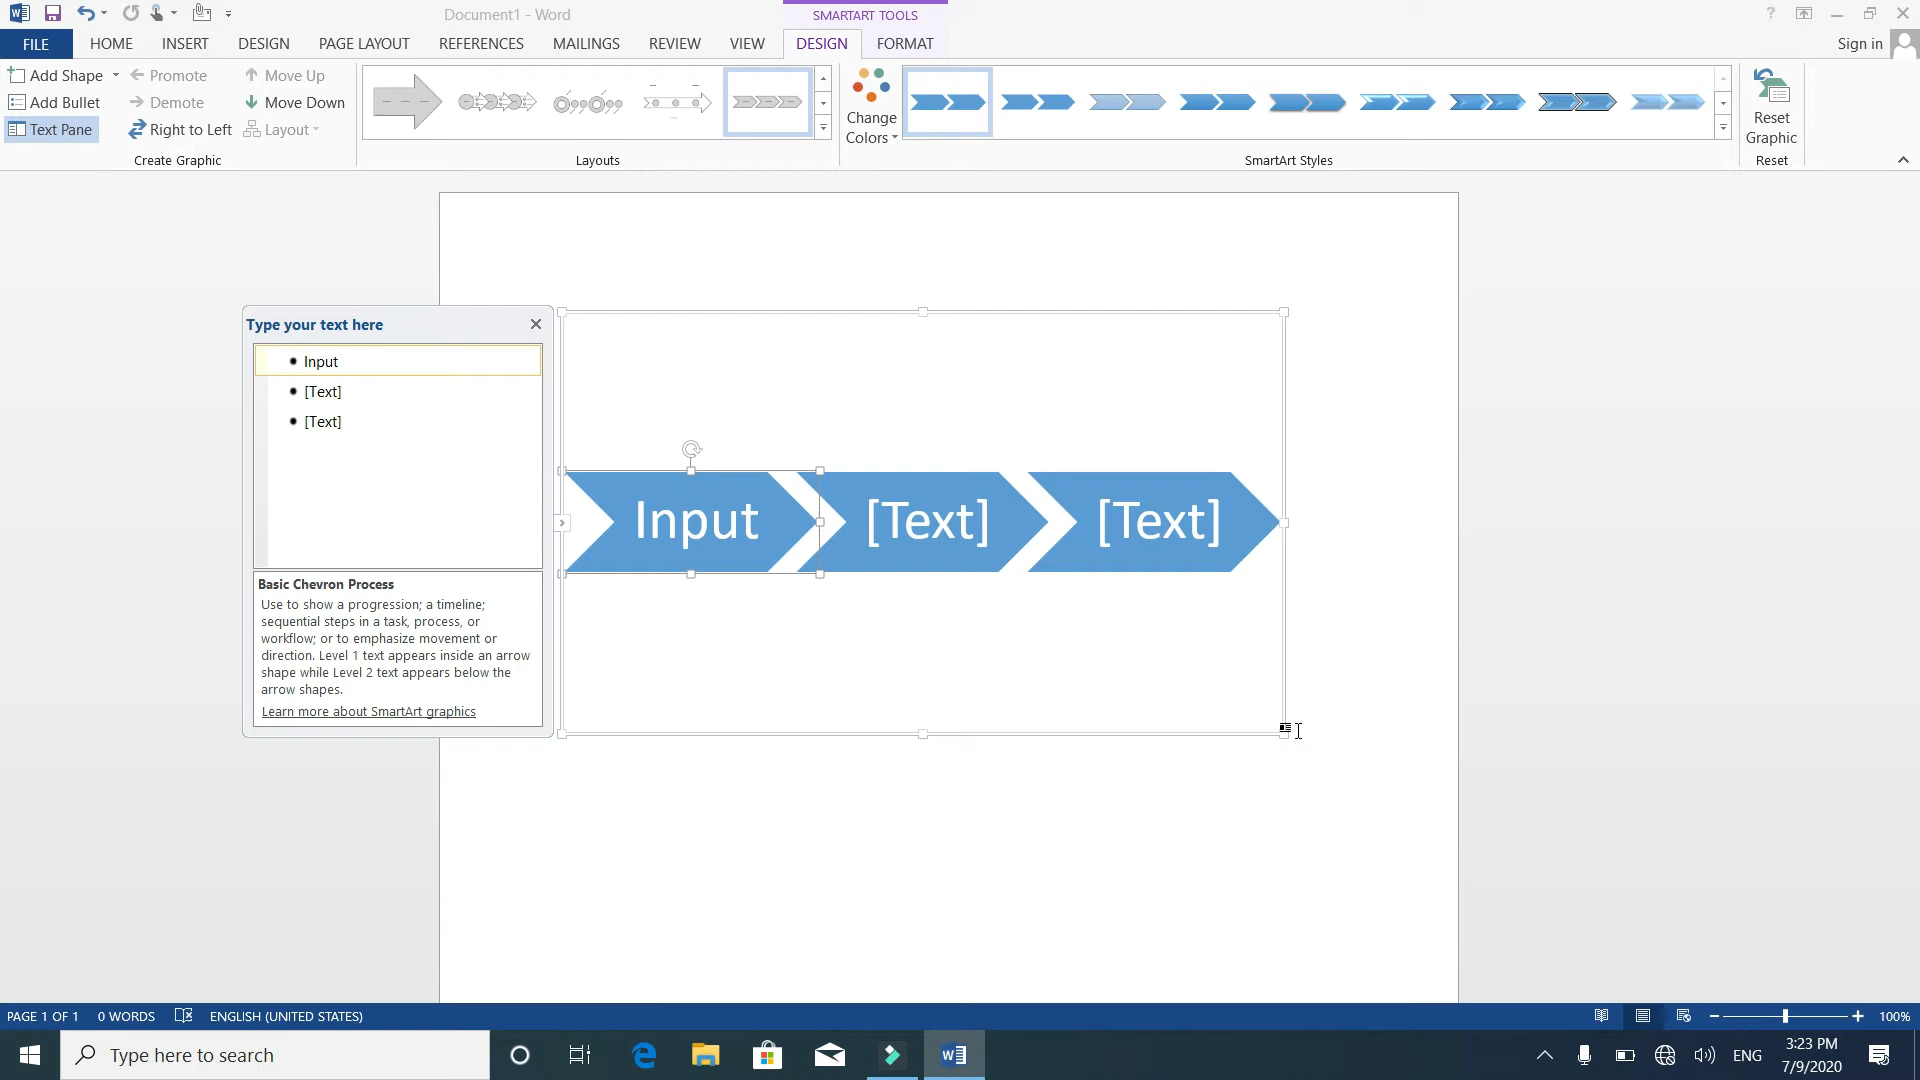 Document1 - Word
SMARTART TOOLS
?
FILE
HOME
INSERT
DESIGN
PAGE LAYOUT
REFERENCES
MAILINGS
REVIEW
VIEW
DESIGN
FORMAT
Sign in
Add Shape
Promote
Move Up
Add Bullet
Demote
Move Down
Text Pane
Right to Left
Layout
Create Graphic
Layouts
Change
Colors
SmartArt Styles
Reset
Graphic
Reset
Type your text here
Input
[Text]
[Text]
Basic Chevron Process
Use to show a progression; a timeline;
sequential steps in a task, process, or
workflow; or to emphasize movement or
direction. Level 1 text appears inside an arrow
shape while Level 2 text appears below the
arrow shapes.
Learn more about SmartArt graphics
Input
[Text]
[Text]
PAGE 1 OF 1
0 WORDS
ENGLISH (UNITED STATES)
100%
Type here to search
ENG
3:23 PM
7/9/2020